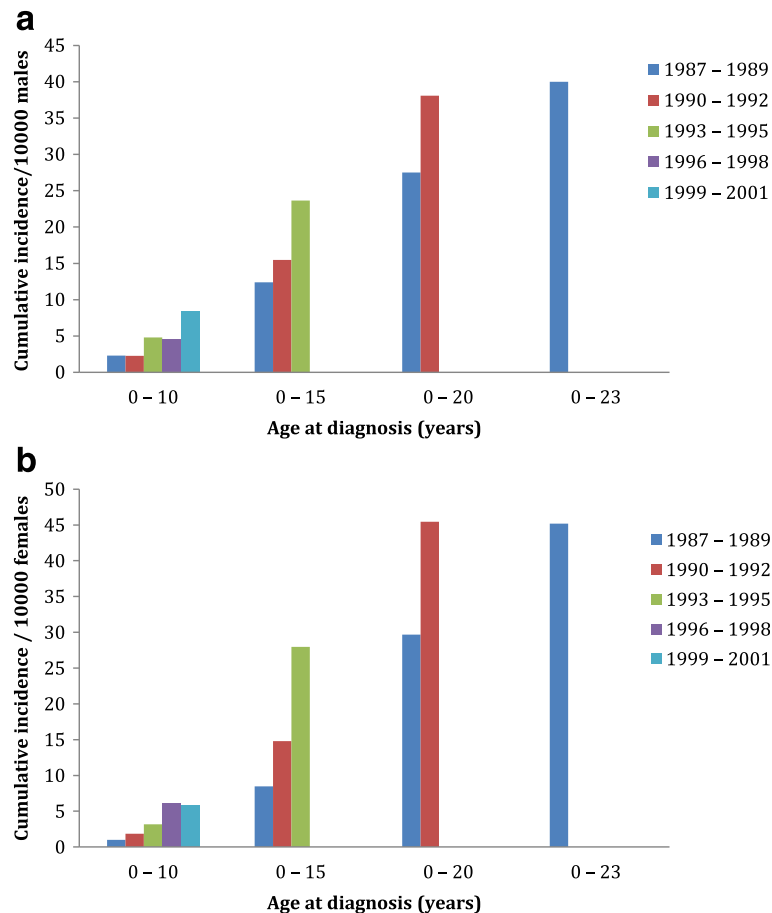 a
Cumulative incidence/10000 males
45
40
35
30
25
20
15
10
5
0
0 – 10
0 – 15
0 – 20
0 – 23
Age at diagnosis (years)
1987 – 1989
1990 – 1992
1993 – 1995
1996 – 1998
1999 – 2001
b
Cumulative incidence / 10000 females
50
45
40
35
30
25
20
15
10
5
0
0 – 10
0 – 15
0 – 20
0 – 23
Age at diagnosis (years)
1987 – 1989
1990 – 1992
1993 – 1995
1996 – 1998
1999 – 2001